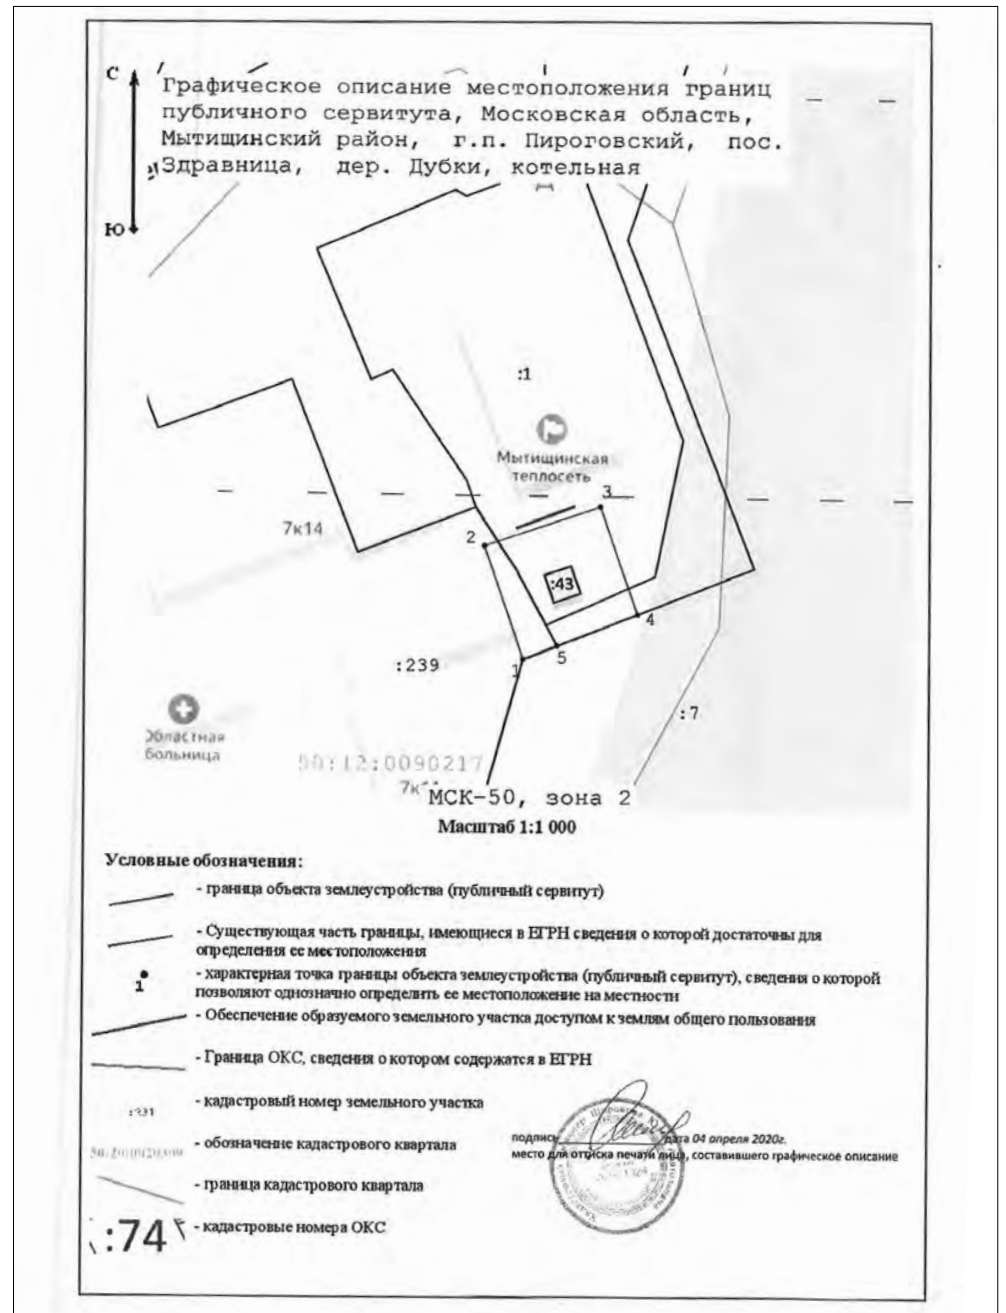 С
Графическое описание местоположения границ
публичного сервитута, Московская область,
Мытищинский район, г.п. Пироговский, пос.
Здравница, дер. Дубки, котельная
Ю
:1
Мытищинская
теплосеть
3
7к14
2
:43
4
5
:239
1
:7
Областная
больница
50:12:0090217
7к
МСК-50, зона 2
Масштаб 1:1 000
Условные обозначения:
- граница объекта землеустройства (публичный сервитут)
- Существующая часть границы, имеющиеся в ЕГРН сведения о которой достаточны для
определения ее местоположения
- характерная точка границы объекта землеустройства (публичный сервитут), сведения о которой
1
позволяют однозначно определить ее местоположение на местности
- Обеспечение образуемого земельного участка доступом к землям общего пользования
- Граница ОКС, сведения о котором содержатся в ЕГРН
- кадастровый номер земельного участка
- обозначение кадастрового квартала
подпись дата 04 апреля 2020г.
место для оттиска печати лица, составившего графическое описание
- граница кадастрового квартала
:74 - кадастровые номера ОКС